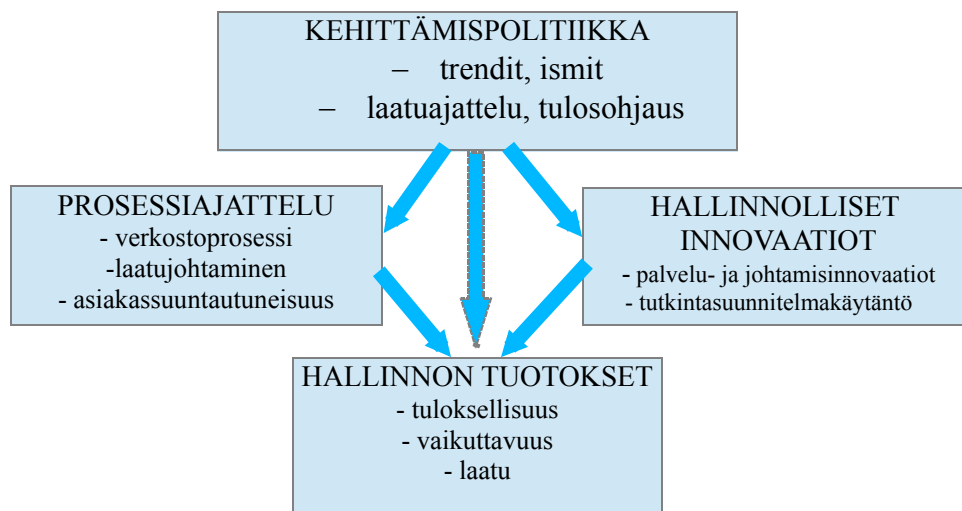 KEHITTÄMISPOLITIIKKA
– trendit, ismit
– laatuajattelu, tulosohjaus
PROSESSIAJATTELU
- verkostoprosessi
-laatujohtaminen
- asiakassuuntautuneisuus
HALLINNOLLISET
INNOVAATIOT
- palvelu- ja johtamisinnovaatiot
- tutkintasuunnitelmakäytäntö
HALLINNON TUOTOKSET
- tuloksellisuus
- vaikuttavuus
- laatu